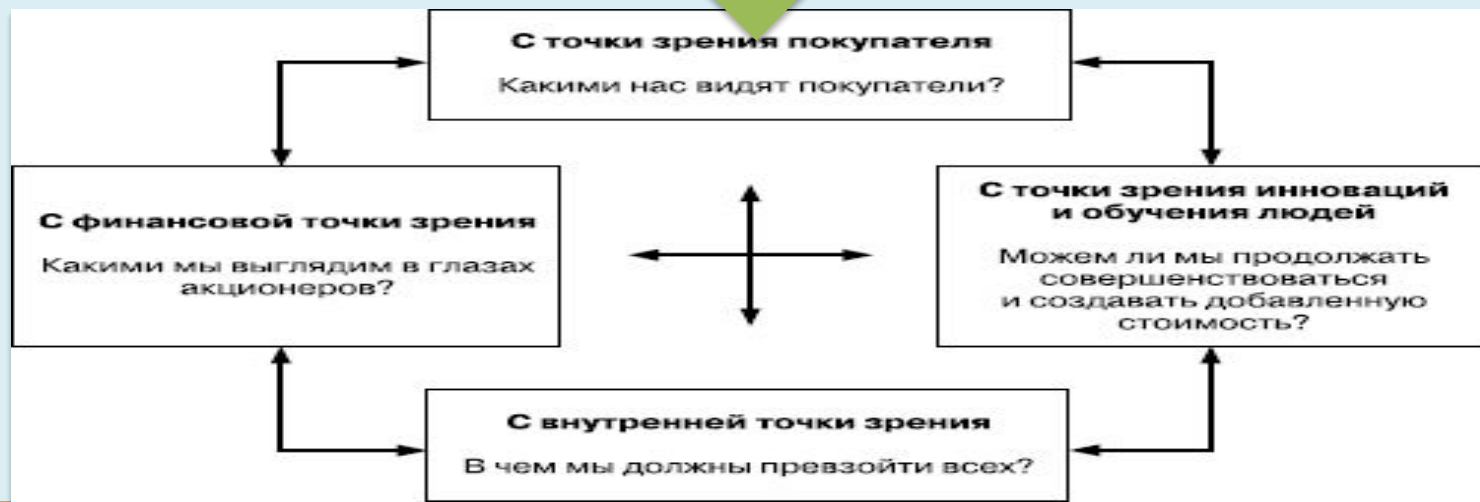 С точки зрения покупателя
Какими нас видят покупатели?
С финансовой точки зрения
Какими мы выглядим в глазах
акционеров?
С точки зрения инноваций
и обучения людей
Можем ли мы продолжать
совершенствоваться
и создавать добавленную
стоимость?
С внутренней точки зрения
В чем мы должны превзойти всех?